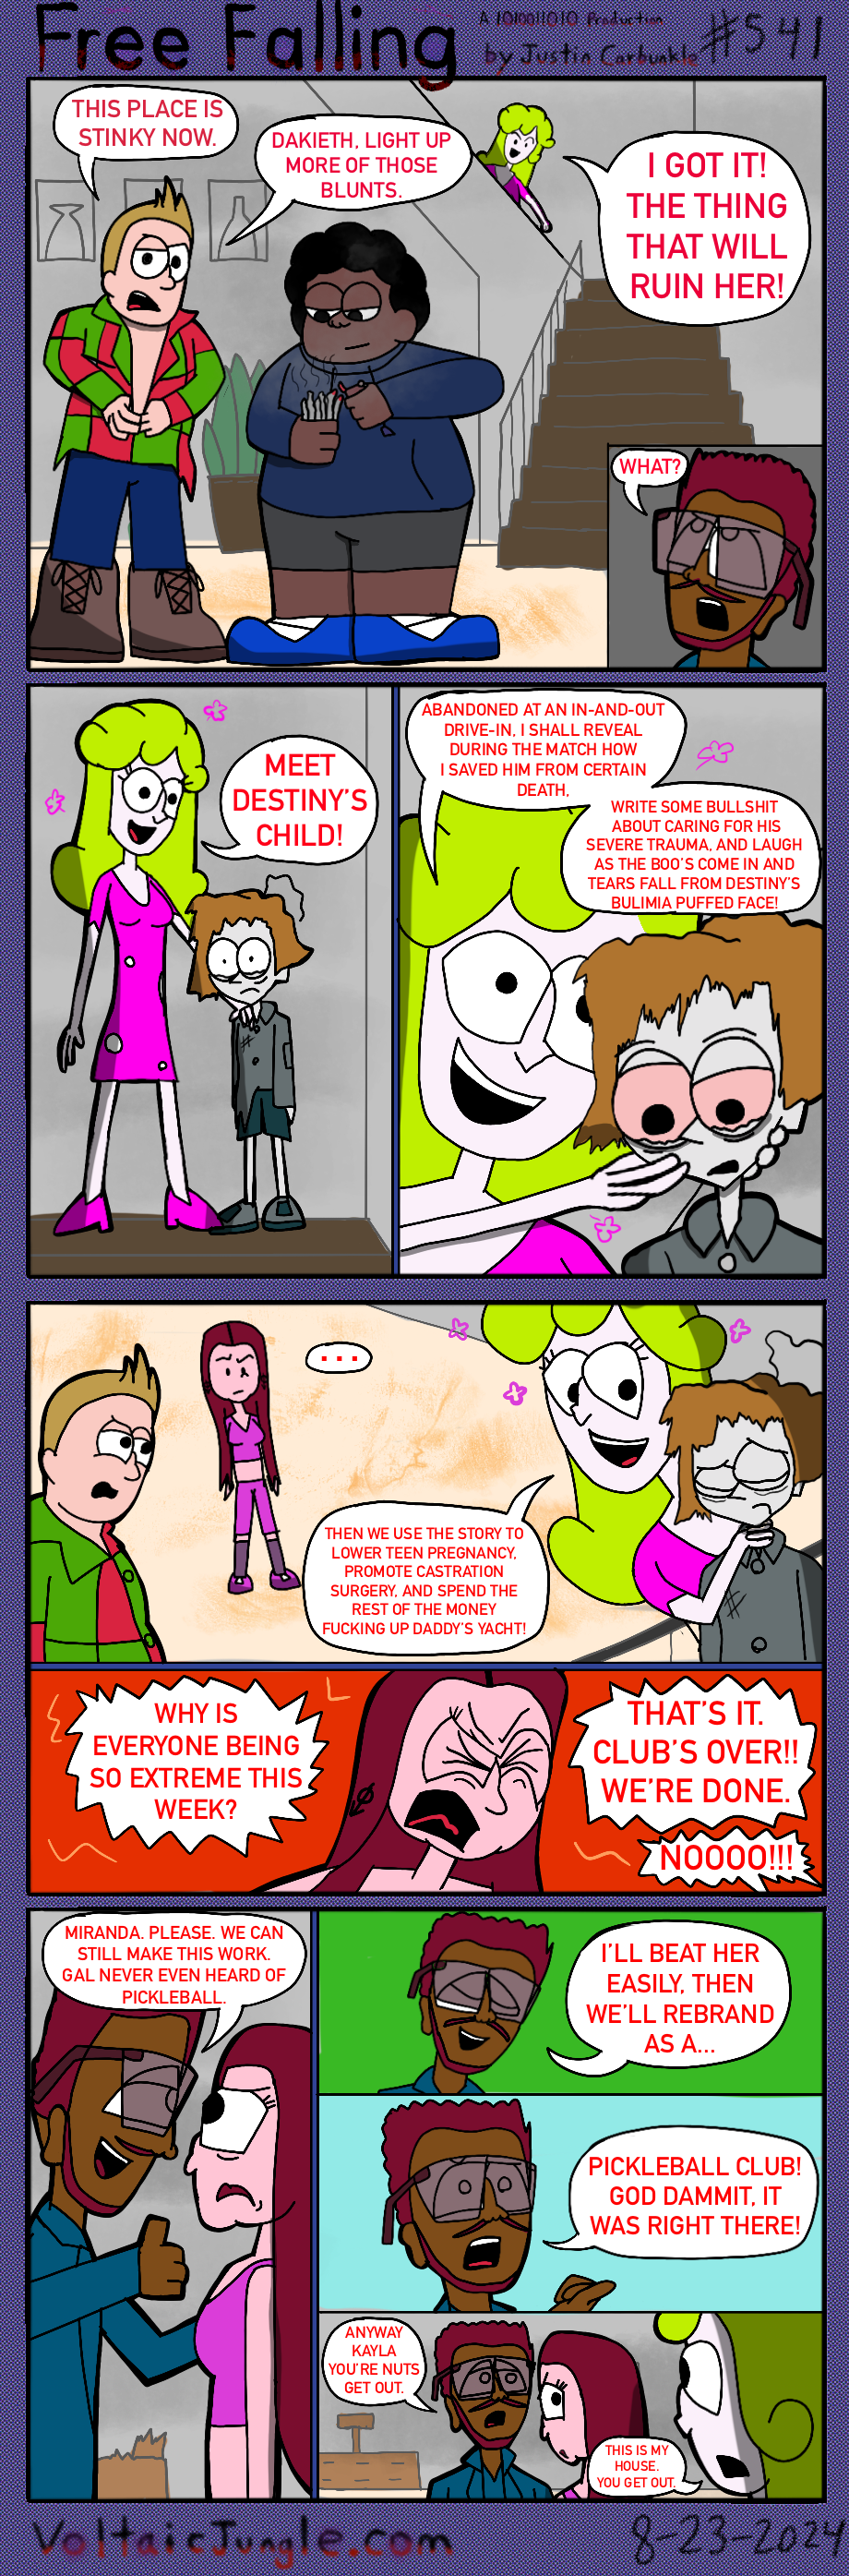 Free Falling
A 1010011010 Production
by Justin Carbunkle
#541
THIS PLACE IS
STINKY NOW.
DAKIETH, LIGHT UP
MORE OF THOSE
BLUNTS.
I GOT IT!
THE THING
THAT WILL
RUIN HER!
WHAT?
MEET
DESTINY'S
CHILD!
ABANDONED AT AN IN-AND-OUT
DRIVE-IN, I SHALL REVEAL
DURING THE MATCH HOW
I SAVED HIM FROM CERTAIN
DEATH,
WRITE SOME BULLSHIT
ABOUT CARING FOR HIS
SEVERE TRAUMA, AND LAUGH
AS THE BOO'S COME IN AND
TEARS FALL FROM DESTINY'S
BULIMIA PUFFED FACE!
...
THEN WE USE THE STORY TO
LOWER TEEN PREGNANCY,
PROMOTE CASTRATION
SURGERY, AND SPEND THE
REST OF THE MONEY
FUCKING UP DADDY'S YACHT!
WHY IS
EVERYONE BEING
SO EXTREME THIS
WEEK?
THAT'S IT.
CLUB'S OVER!!
WE'RE DONE.
NOOOO!!!
MIRANDA. PLEASE. WE CAN
STILL MAKE THIS WORK.
GAL NEVER EVEN HEARD OF
PICKLEBALL.
I'LL BEAT HER
EASILY, THEN
WE'LL REBRAND
AS A...
PICKLEBALL CLUB!
GOD DAMMIT, IT
WAS RIGHT THERE!
ANYWAY
KAYLA
YOU'RE NUTS
GET OUT.
THIS IS MY
HOUSE.
YOU GET OUT.
VoltaicJungle.com
8-23-2024